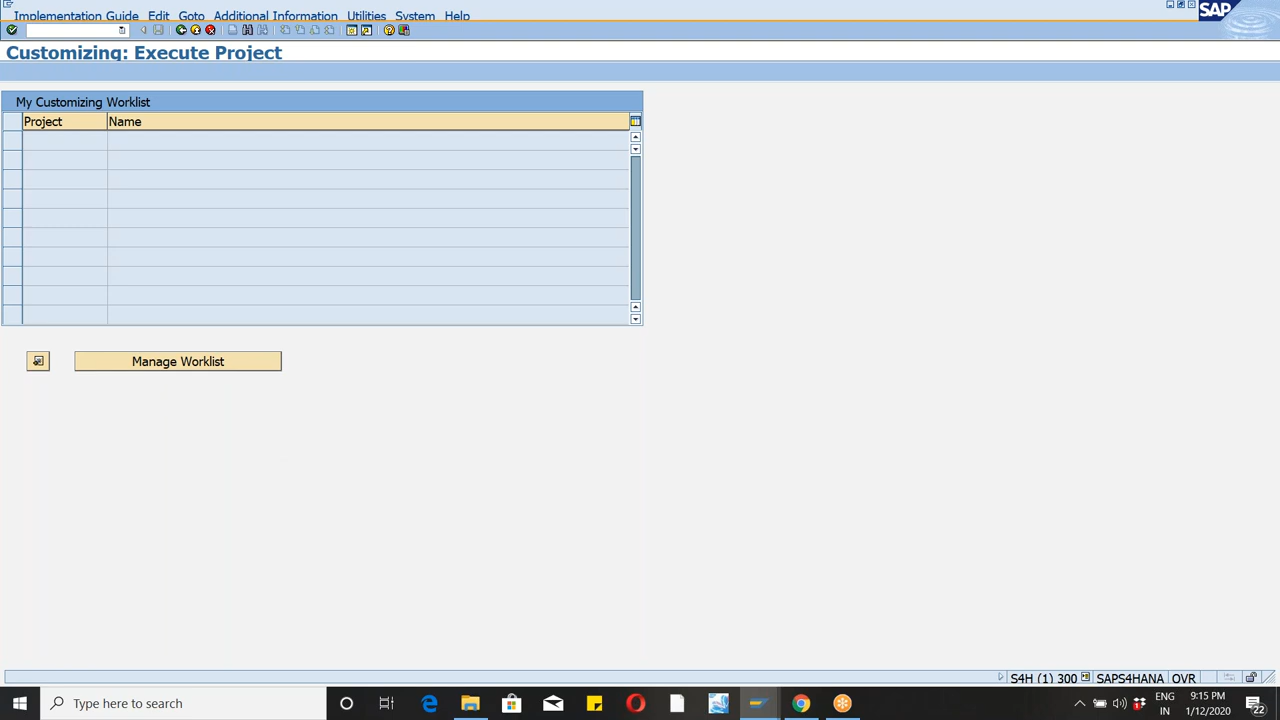 Implementation Guide Edit Goto Additional Information Utilities System Help
SAP
Customizing: Execute Project
My Customizing Worklist
Project Name
Manage Worklist
S4H (1) 300 SAPS4HANA OVR
Type here to search
ENG
IN
9:15 PM
1/12/2020
22